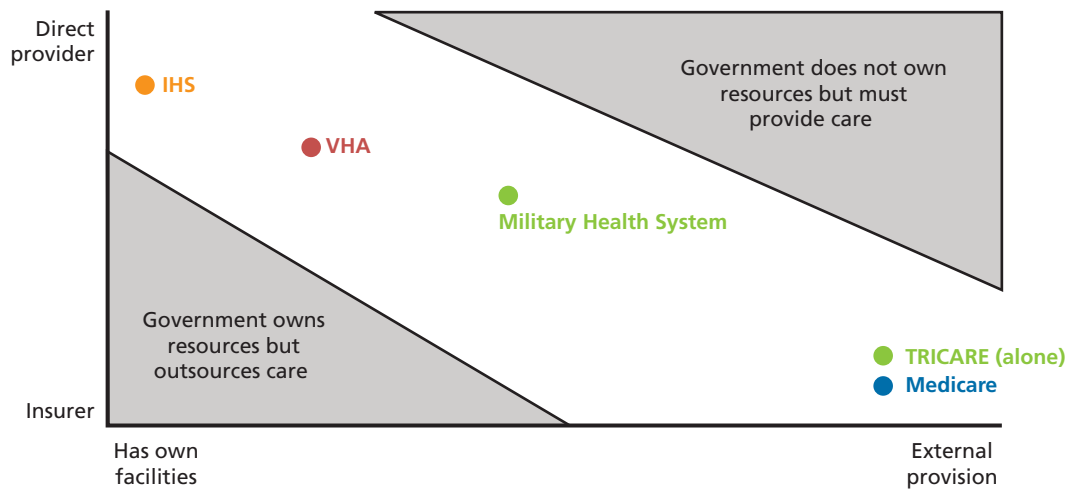 Direct
provider
IHS
VHA
Military Health System
Government does not own
resources but must
provide care
Government owns
resources but
outsources care
TRICARE (alone)
Medicare
Insurer
Has own
facilities
External
provision